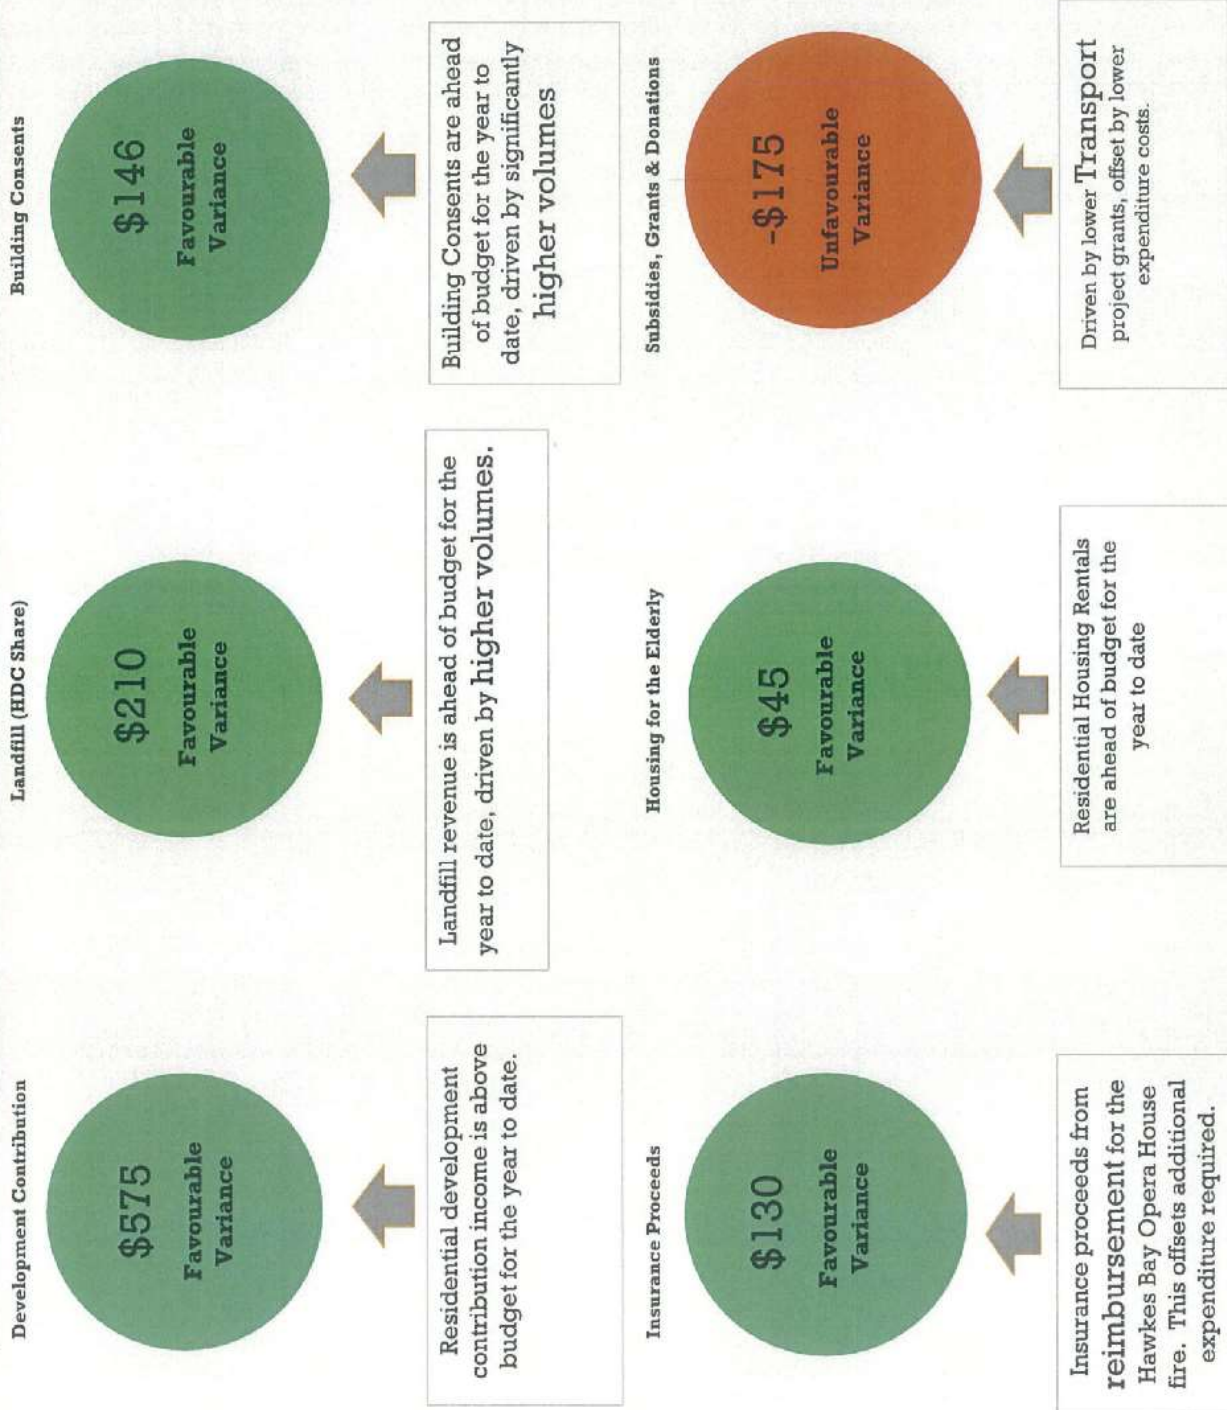 Development Contribution
$575
Favourable
Variance
Residential development
contribution income is above
budget for the year to date.
Landfill (HDC Share)
$210
Favourable
Variance
Landfill revenue is ahead of budget for the
year to date, driven by higher volumes.
Building Consents
$146
Favourable
Variance
Building Consents are ahead
of budget for the year to
date, driven by significantly
higher volumes
Insurance Proceeds
$130
Favourable
Variance
Insurance proceeds from
reimbursement for the
Hawkes Bay Opera House
fire. This offsets additional
expenditure required.
Housing for the Elderly
$45
Favourable
Variance
Residential Housing Rentals
are ahead of budget for the
year to date
Subsidies, Grants & Donations
-$175
Unfavourable
Variance
Driven by lower Transport
project grants, offset by lower
expenditure costs.